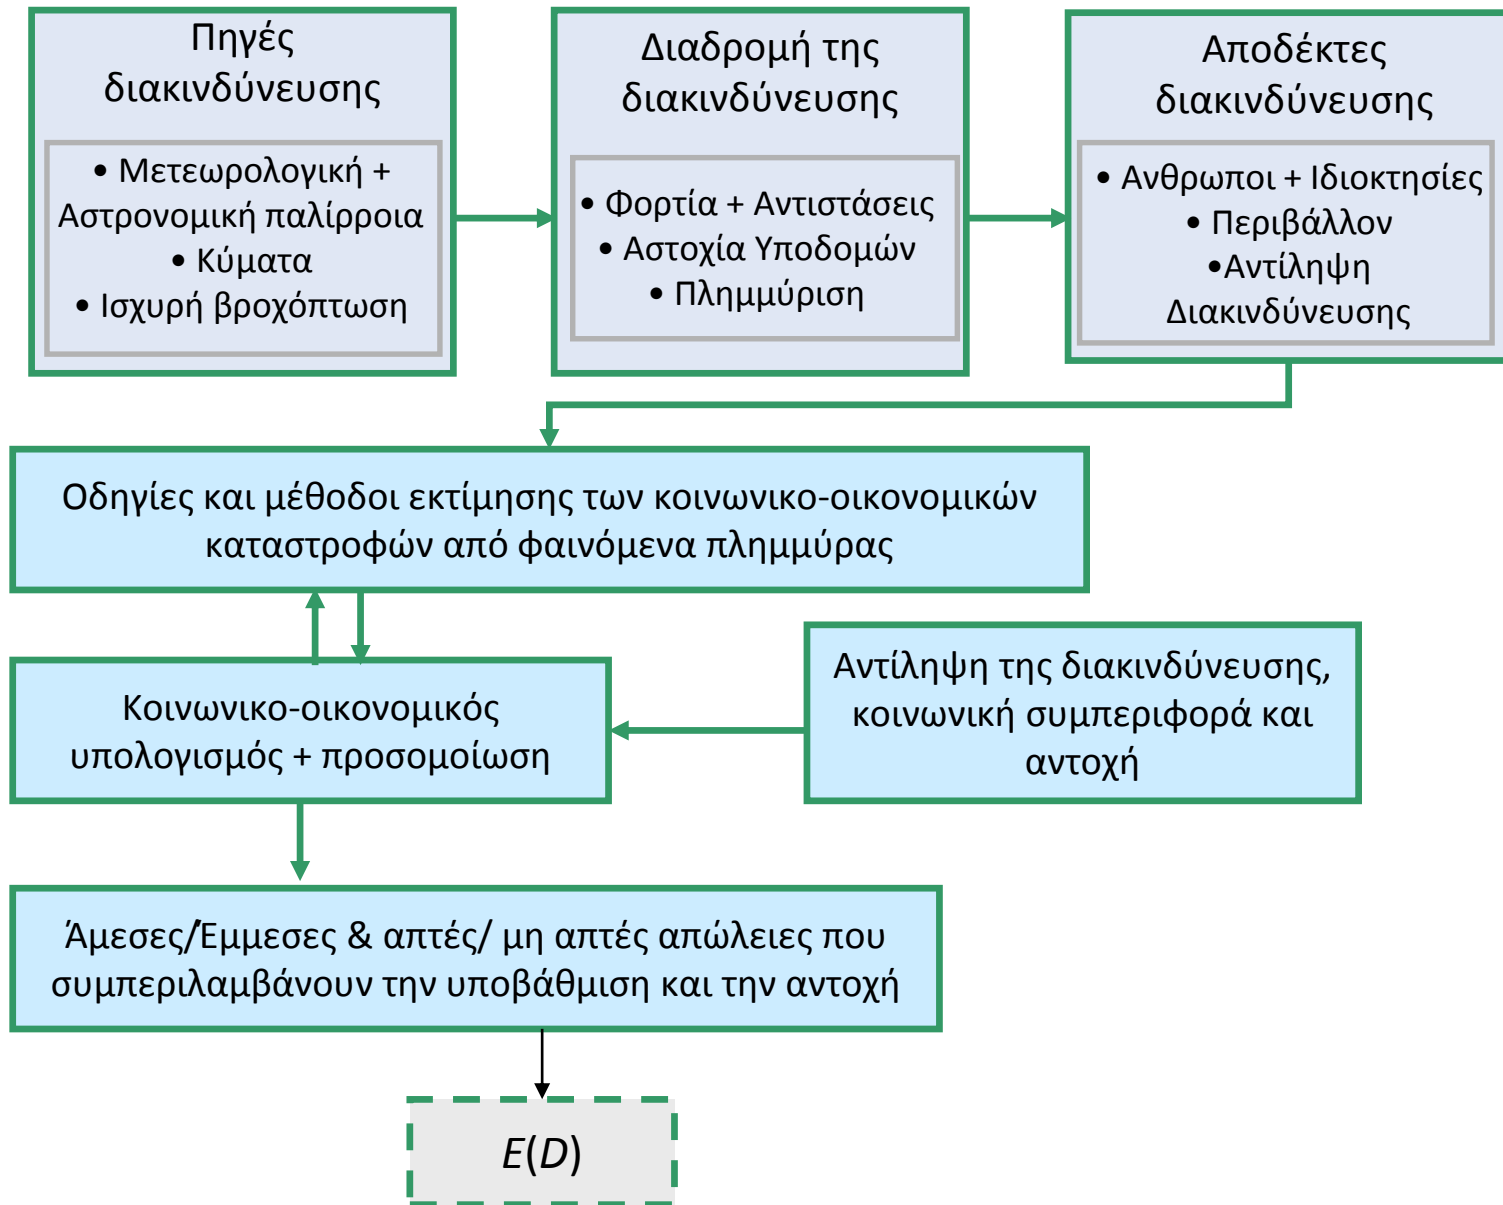 Πηγές
διακινδύνευσης
• Μετεωρολογική +
Αστρονομική παλίρροια
• Κύματα
• Ισχυρή βροχόπτωση
Διαδρομή της
διακινδύνευσης
• Φορτία + Αντιστάσεις
• Αστοχία Υποδομών
• Πλημμύριση
Αποδέκτες
διακινδύνευσης
• Ανθρωποι + Ιδιοκτησίες
• Περιβάλλον
•Αντίληψη
Διακινδύνευσης
Οδηγίες και μέθοδοι εκτίμησης των κοινωνικο-οικονομικών
καταστροφών από φαινόμενα πλημμύρας
Κοινωνικο-οικονομικός
υπολογισμός + προσομοίωση
Αντίληψη της διακινδύνευσης,
κοινωνική συμπεριφορά και
αντοχή
Άμεσες/Έμμεσες & απτές/ μη απτές απώλειες που
συμπεριλαμβάνουν την υποβάθμιση και την αντοχή
E(D)